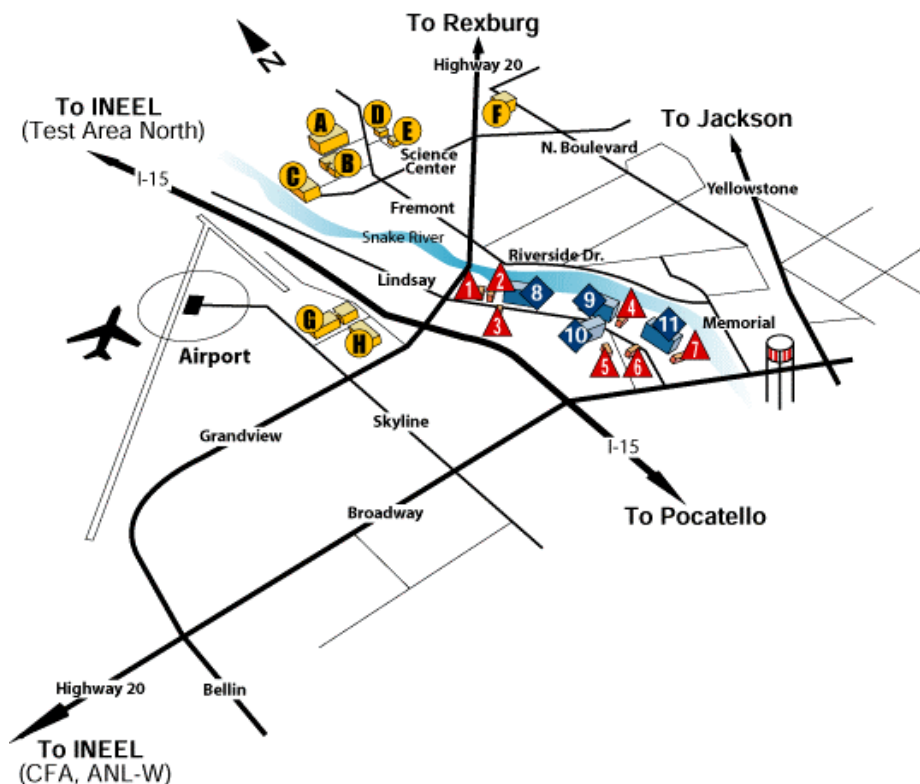 To Rexburg
Highway 20
N
To INEEL
(Test Area North)
I-15
To Jackson
Yellowstone
A
B
C
D
E
F
Science
Center
N. Boulevard
Fremont
Snake River
Riverside Dr.
Lindsay
1
2
3
8
9
10
4
11
5
6
7
Memorial
G
H
Airport
Grandview
Skyline
I-15
Broadway
To Pocatello
Highway 20
Bellin
To INEEL
(CFA, ANL-W)